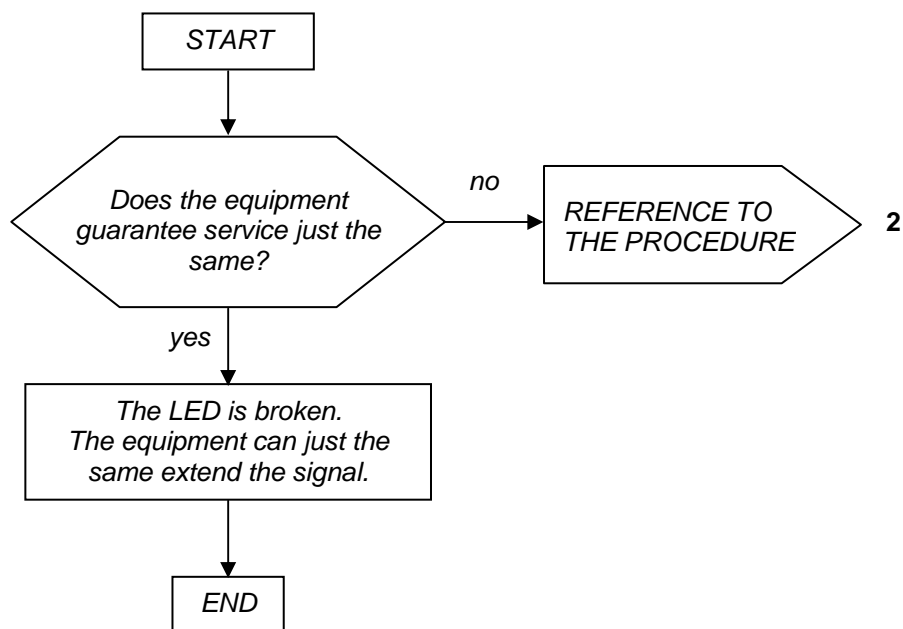 START
Does the equipment
guarantee service just the
same?
no
REFERENCE TO
THE PROCEDURE
2
yes
The LED is broken.
The equipment can just the
same extend the signal.
END